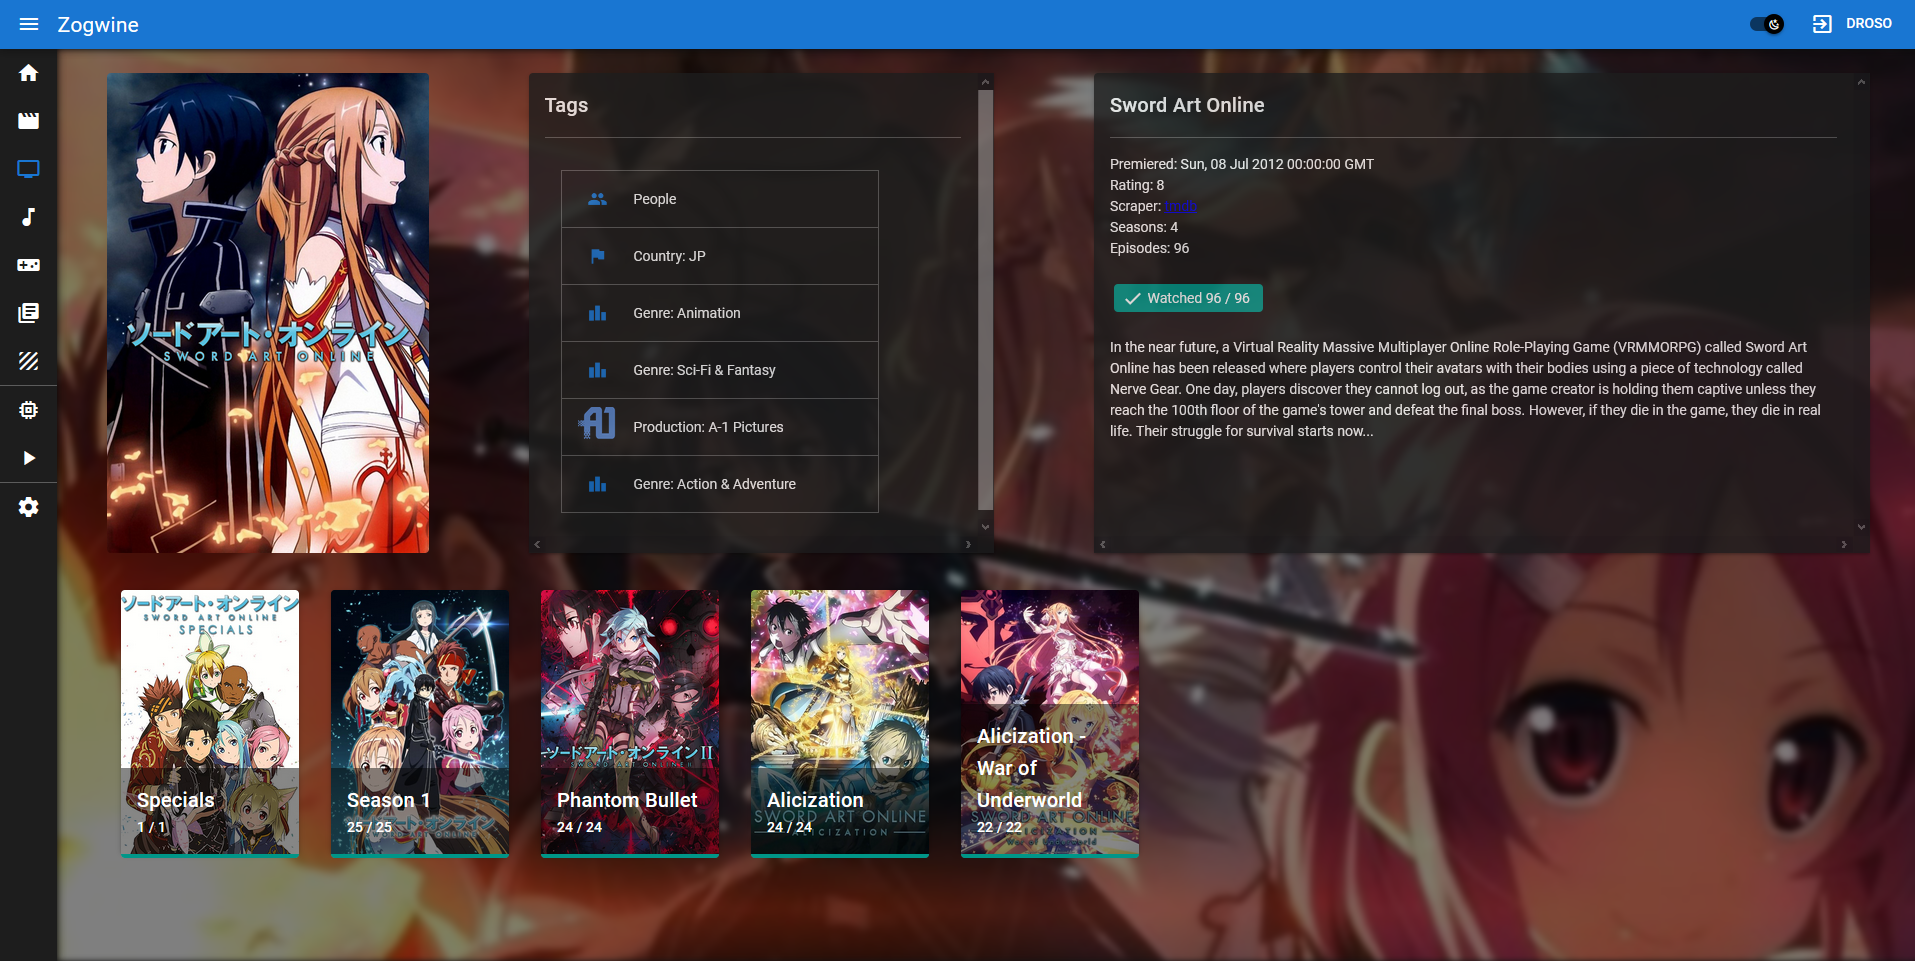 Zogwine
DROSO
ソードアート・オンライン
SWORD ART ONLINE
Tags
People
Country: JP
Genre: Animation
Genre: Sci-Fi & Fantasy
A1
Production: A-1 Pictures
Genre: Action & Adventure
Sword Art Online
Premiered: Sun, 08 Jul 2012 00:00:00 GMT
Rating: 8
Scraper:
Seasons: 4
Episodes: 96
Watched 96 / 96
In the near future, a Virtual Reality Massive Multiplayer Online Role-Playing Game (VRMMORPG) called Sword Art
Online has been released where players control their avatars with their bodies using a piece of technology called
Nerve Gear. One day, players discover they cannot log out, as the game creator is holding them captive unless they
reach the 100th floor of the game's tower and defeat the final boss. However, if they die in the game, they die in real
life. Their struggle for survival starts now...
ソードアート・オンライン
SWORD ART ONLINE
SPECIALS
Specials
1 / 1
Season 1
25 / 25
ソードアート・オンラインII
SWORD ART ONLINE II
Phantom Bullet
24 / 24
Alicization
24 / 24
SWORD ART ONLINE
ALICIZATION
Alicization -
War of
Underworld
22 / 22
SWORD ART ONLINE
ALICIZATION
War of Underworld